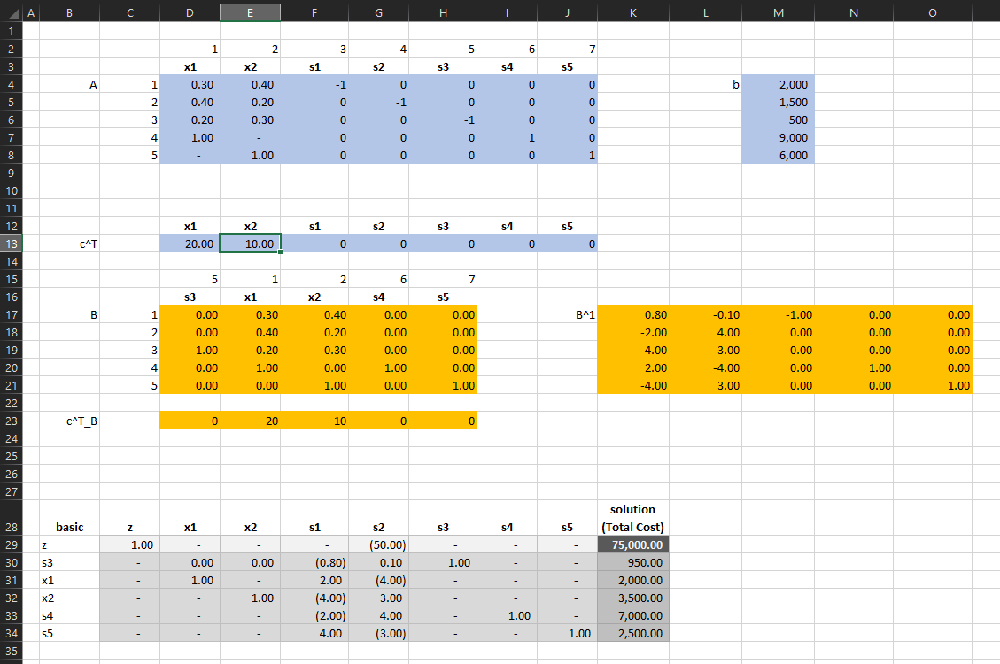 A B C D E F G H I J K L M N O
1
2 1 2 3 4 5 6 7
3 x1 x2 s1 s2 s3 s4 s5
4 A 1 0.30 0.40 -1 0 0 0 0 b 2,000
5 2 0.40 0.20 0 -1 0 0 0 1,500
6 3 0.20 0.30 0 0 -1 0 0 500
7 4 1.00 - 0 0 0 1 0 9,000
8 5 - 1.00 0 0 0 0 1 6,000
9
10
11
12 x1 x2 s1 s2 s3 s4 s5
13 c^T 20.00 10.00 0 0 0 0 0
14
15 5 1 2 6 7
16 s3 x1 x2 s4 s5
17 B 1 0.00 0.30 0.40 0.00 0.00 B^1 0.80 -0.10 -1.00 0.00 0.00
18 2 0.00 0.40 0.20 0.00 0.00 -2.00 4.00 0.00 0.00 0.00
19 3 -1.00 0.20 0.30 0.00 0.00 4.00 -3.00 0.00 0.00 0.00
20 4 0.00 1.00 0.00 1.00 0.00 2.00 -4.00 0.00 1.00 0.00
21 5 0.00 0.00 1.00 0.00 1.00 -4.00 3.00 0.00 0.00 1.00
22
23 c^T_B 0 20 10 0 0
24
25
26
27
solution
28 basic z x1 x2 s1 s2 s3 s4 s5 (Total Cost)
29 z 1.00 - - - (50.00) - - - 75,000.00
30 s3 - 0.00 0.00 (0.80) 0.10 1.00 - - 950.00
31 x1 - 1.00 - 2.00 (4.00) - - - 2,000.00
32 x2 - - 1.00 (4.00) 3.00 - - - 3,500.00
33 s4 - - - (2.00) 4.00 - 1.00 - 7,000.00
34 s5 - - - 4.00 (3.00) - - 1.00 2,500.00
35